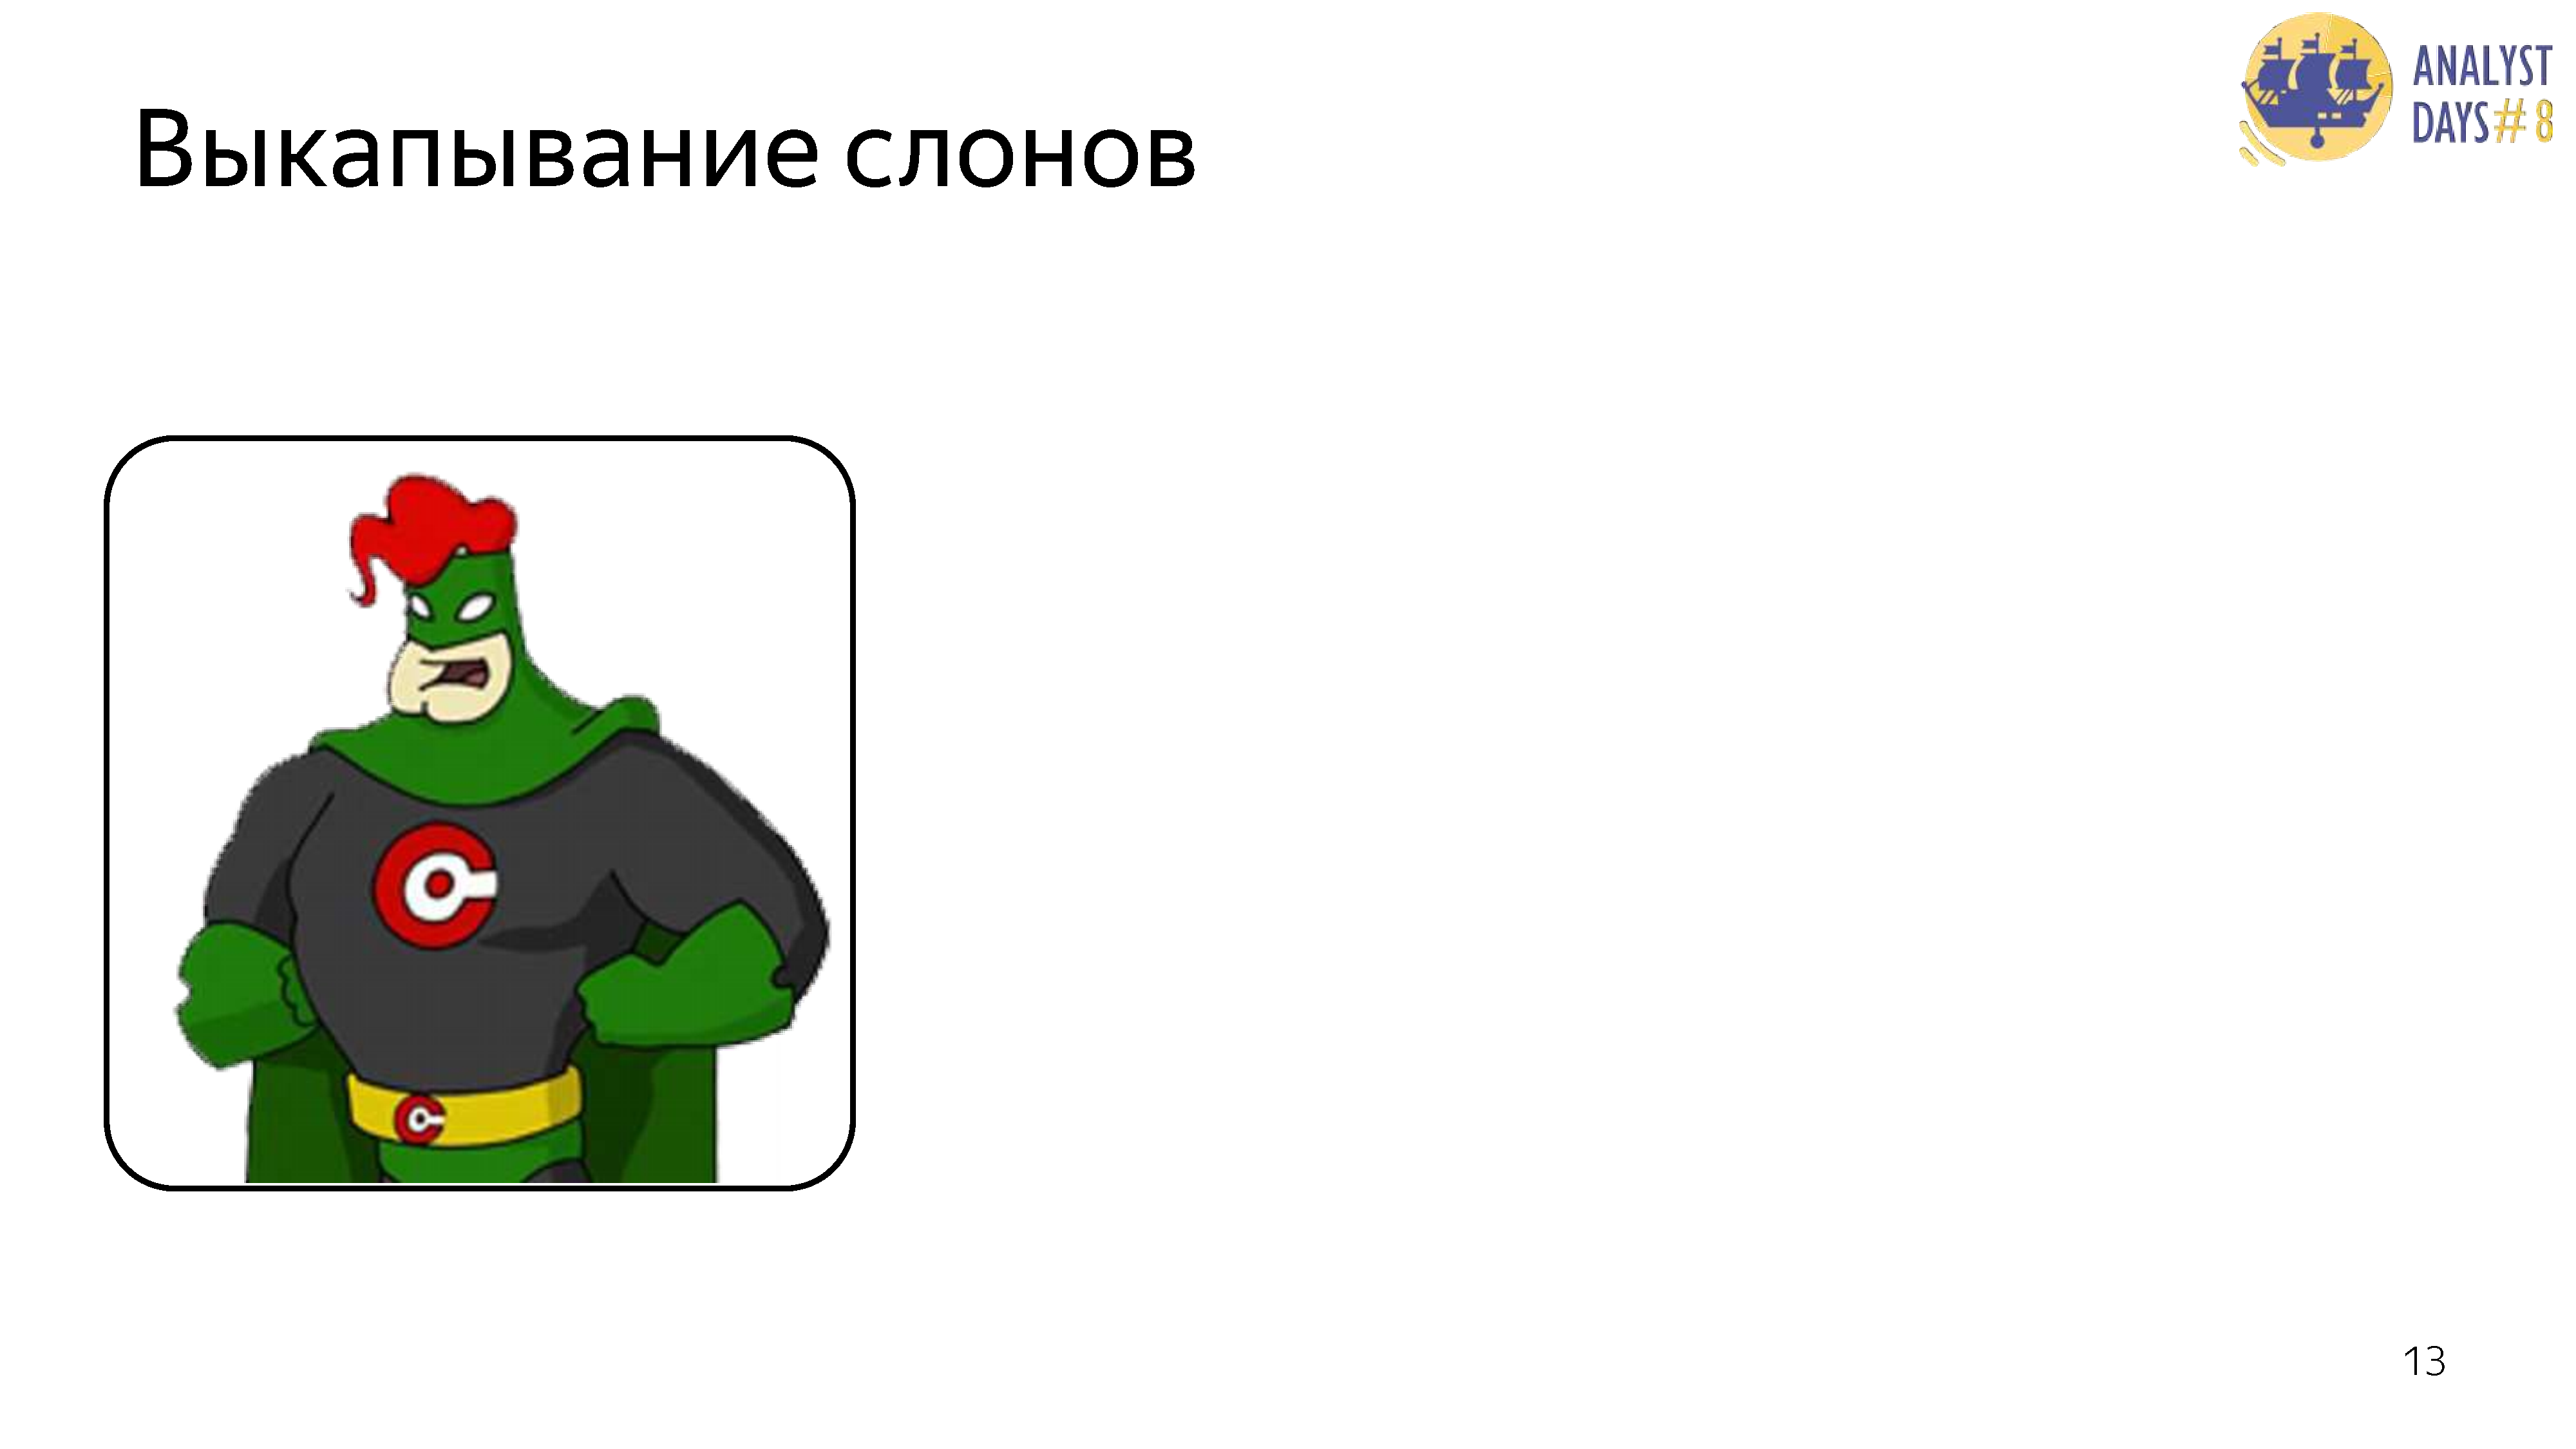 Выкапывание слонов
ANALYST
DAYS#8
C
C
13